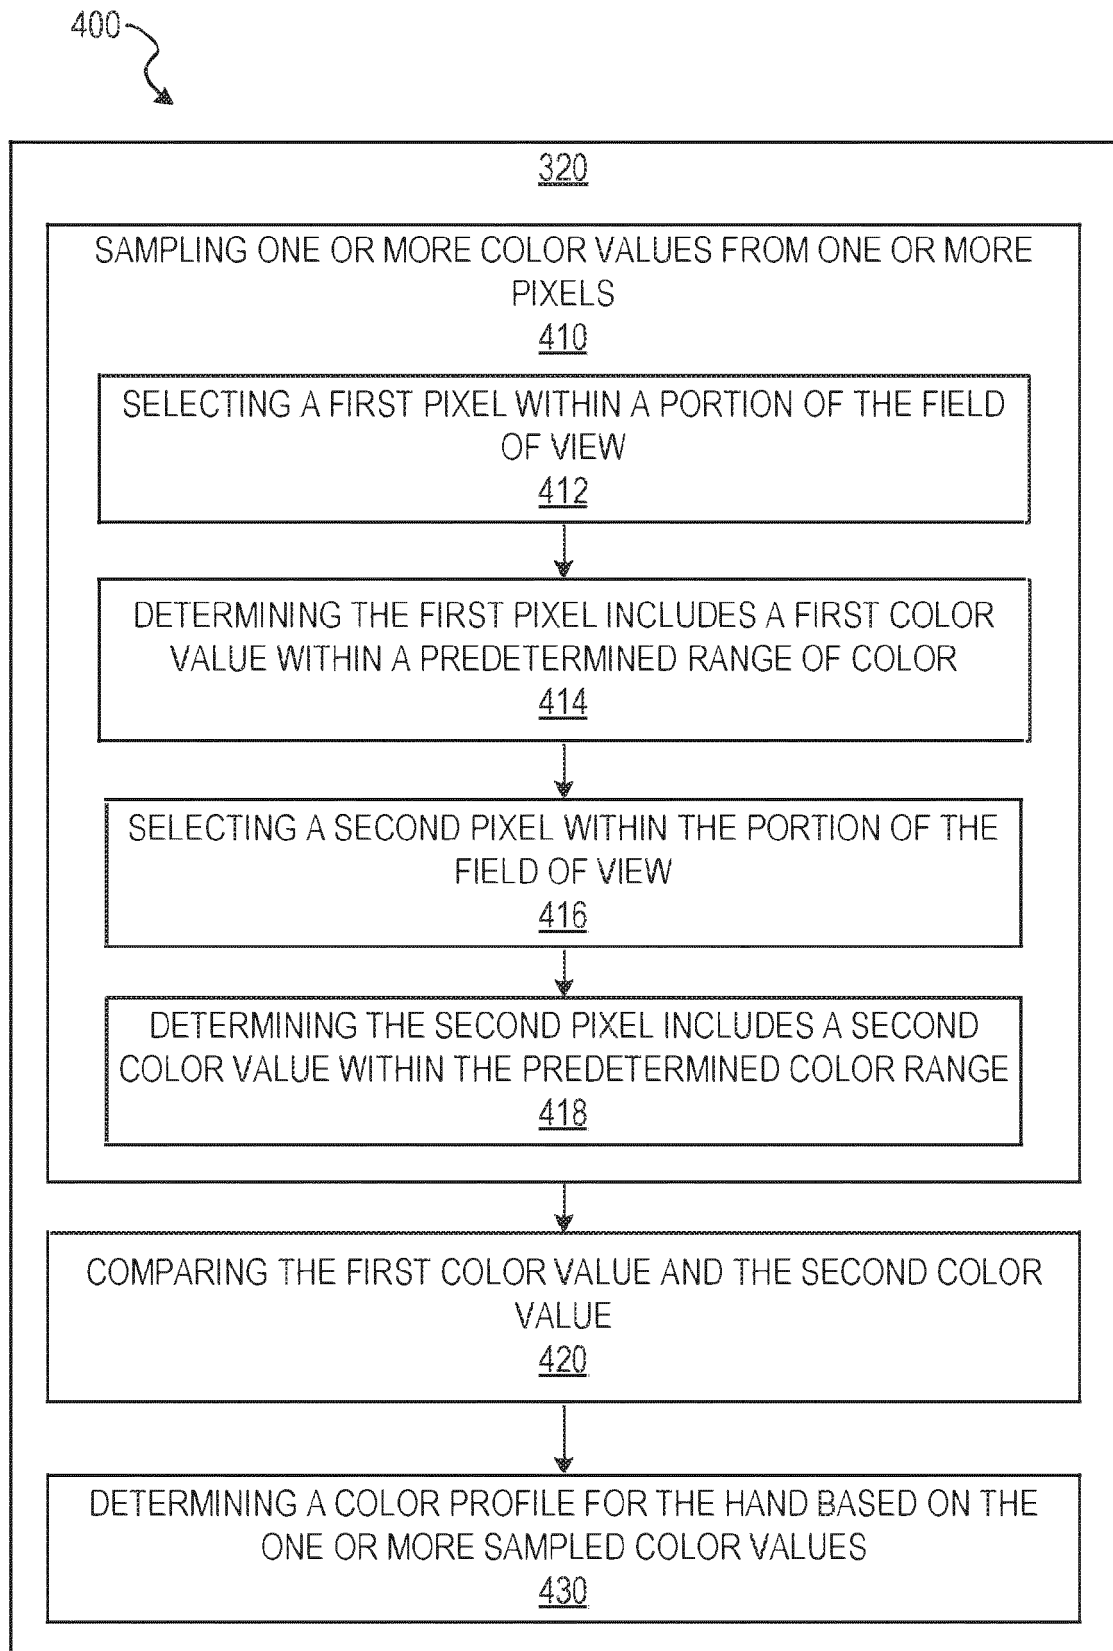 400
320
SAMPLING ONE OR MORE COLOR VALUES FROM ONE OR MORE
PIXELS
410
SELECTING A FIRST PIXEL WITHIN A PORTION OF THE FIELD
OF VIEW
412
DETERMINING THE FIRST PIXEL INCLUDES A FIRST COLOR
VALUE WITHIN A PREDETERMINED RANGE OF COLOR
414
SELECTING A SECOND PIXEL WITHIN THE PORTION OF THE
FIELD OF VIEW
416
DETERMINING THE SECOND PIXEL INCLUDES A SECOND
COLOR VALUE WITHIN THE PREDETERMINED COLOR RANGE
418
COMPARING THE FIRST COLOR VALUE AND THE SECOND COLOR
VALUE
420
DETERMINING A COLOR PROFILE FOR THE HAND BASED ON THE
ONE OR MORE SAMPLED COLOR VALUES
430